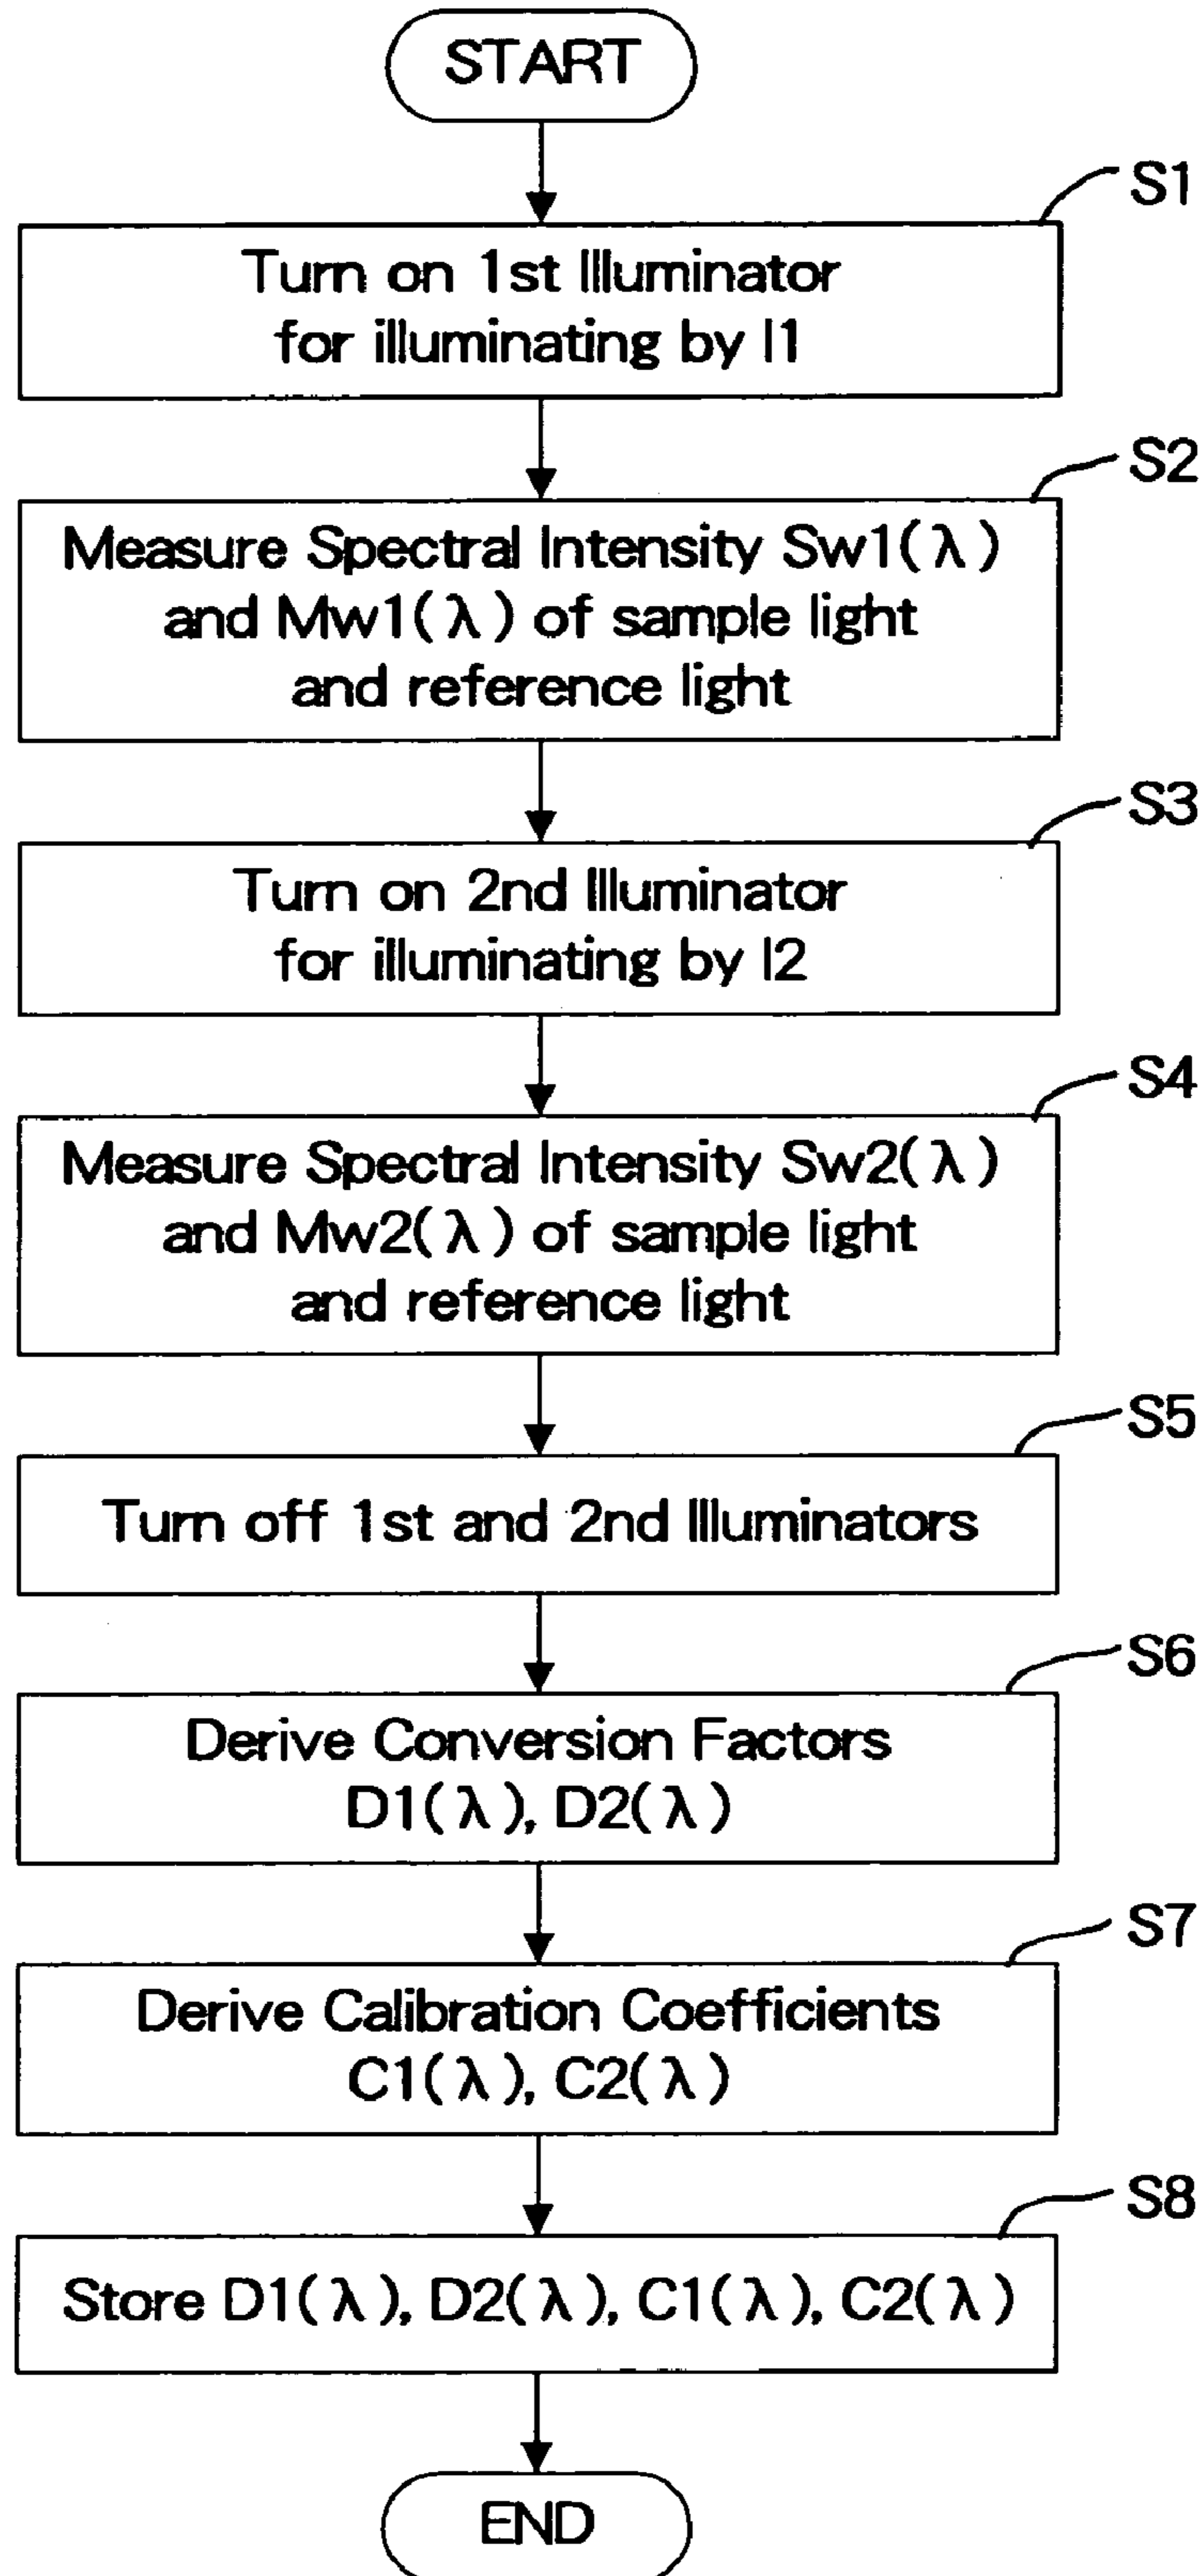 START
S1
Turn on 1st Illuminator
for illuminating by I1
S2
Measure Spectral Intensity Sw1(λ)
and Mw1(λ) of sample light
and reference light
S3
Turn on 2nd Illuminator
for illuminating by I2
S4
Measure Spectral Intensity Sw2(λ)
and Mw2(λ) of sample light
and reference light
S5
Turn off 1st and 2nd Illuminators
S6
Derive Conversion Factors
D1(λ), D2(λ)
S7
Derive Calibration Coefficients
C1(λ), C2(λ)
S8
Store D1(λ), D2(λ), C1(λ), C2(λ)
END